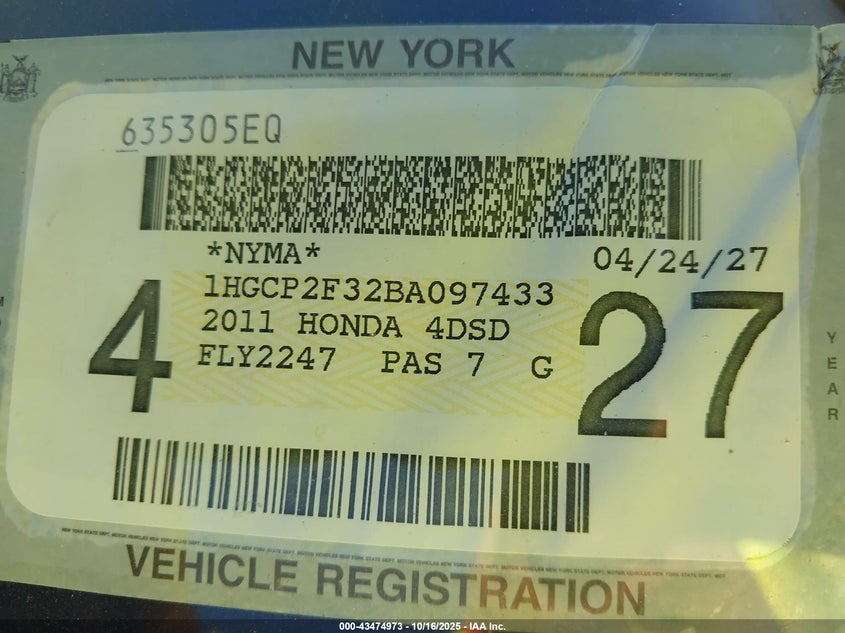 NEW YORK
635305EQ
*NYMA* 04/24/27
1HGCP2F32BA097433
2011 HONDA 4DSD
FLY2247 PAS 7 G
4 27
YEAR
VEHICLE REGISTRATION
000-43474973 - 10/16/2025 - IAA Inc.